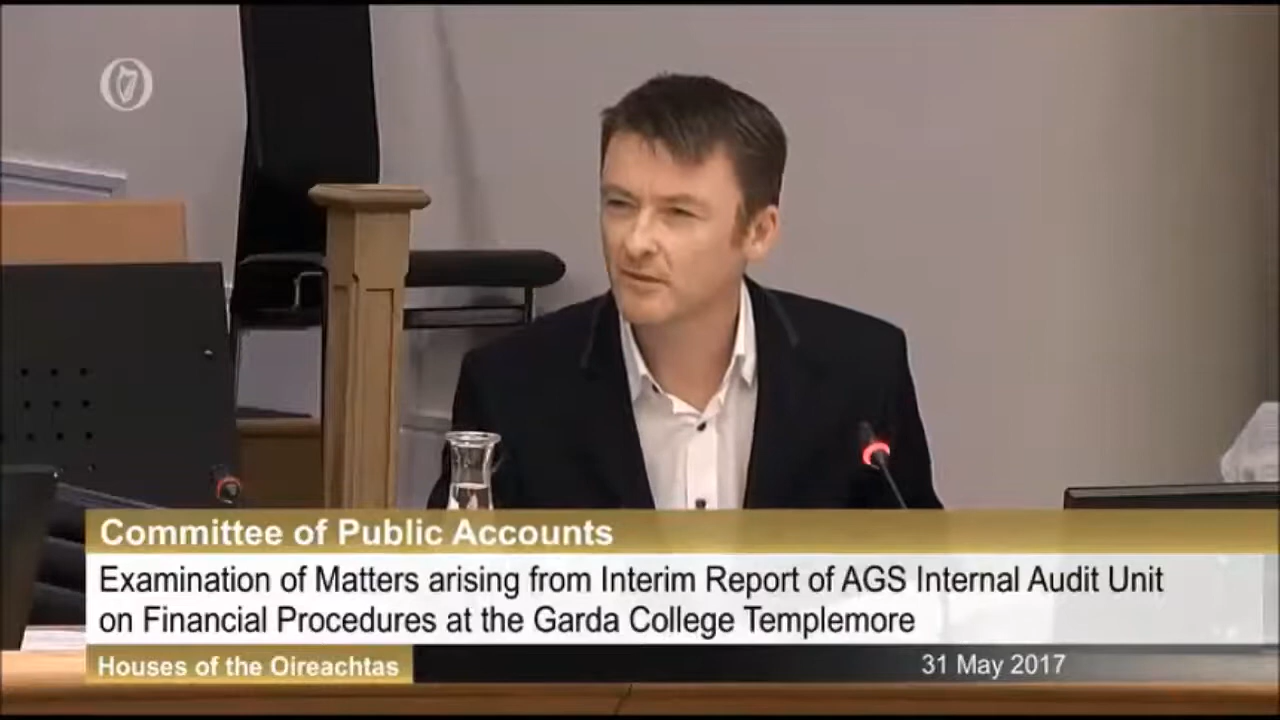 Committee of Public Accounts
Examination of Matters arising from Interim Report of AGS Internal Audit Unit
on Financial Procedures at the Garda College Templemore
Houses of the Oireachtas
31 May 2017